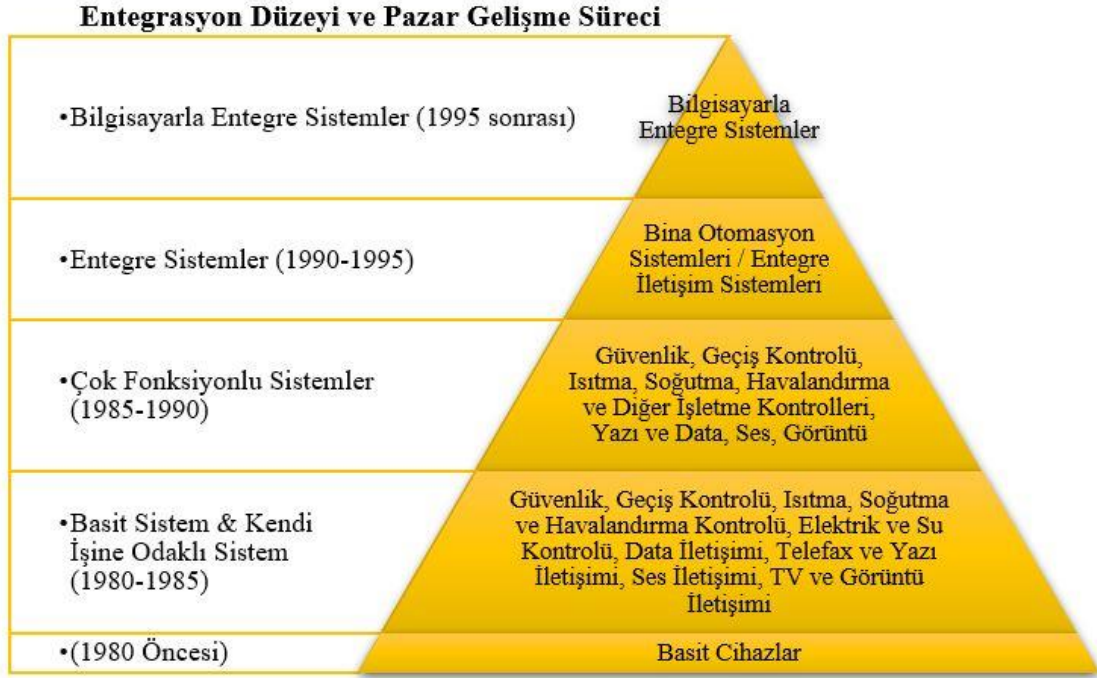 Entegrasyon Düzeyi ve Pazar Gelişme Süreci
•Bilgisayarla Entegre Sistemler (1995 sonrası)
Bilgisayarla
Entegre Sistemler
•Entegre Sistemler (1990-1995)
Bina Otomasyon
Sistemleri / Entegre
İletişim Sistemleri
•Çok Fonksiyonlu Sistemler
(1985-1990)
Güvenlik, Geçiş Kontrolü,
Isıtma, Soğutma, Havalandırma
ve Diğer İşletme Kontrolleri,
Yazı ve Data, Ses, Görüntü
•Basit Sistem & Kendi
İşine Odaklı Sistem
(1980-1985)
Güvenlik, Geçiş Kontrolü, Isıtma, Soğutma
ve Havalandırma Kontrolü, Elektrik ve Su
Kontrolü, Data İletişimi, Telefax ve Yazı
İletişimi, Ses İletişimi, TV ve Görüntü
İletişimi
•(1980 Öncesi)
Basit Cihazlar